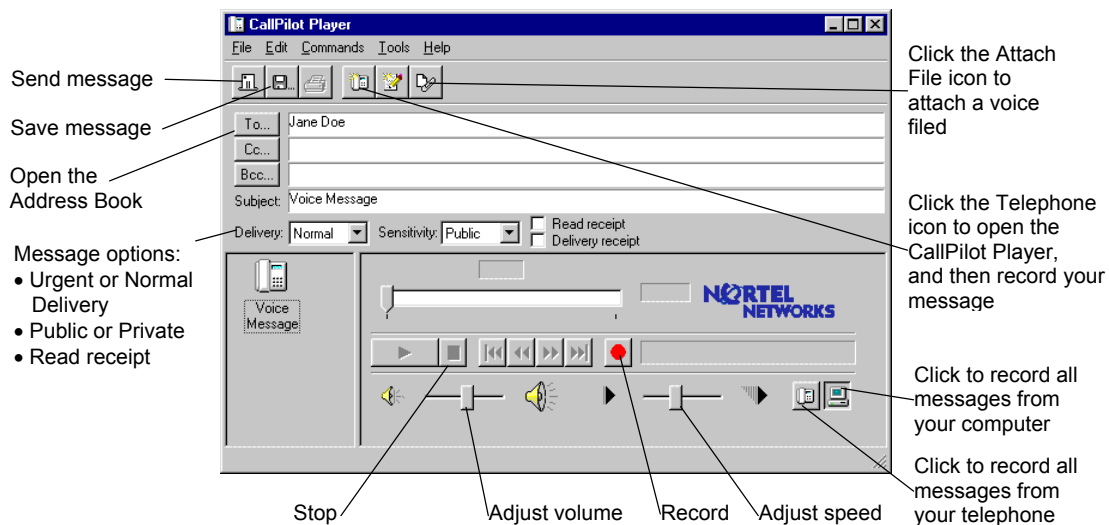 CallPilot Player
File Edit Commands Tools Help
Send message
Save message
Open the
Address Book
Message options:
• Urgent or Normal
Delivery
• Public or Private
• Read receipt
To... Jane Doe
Cc...
Bcc...
Subject: Voice Message
Delivery: Normal Sensitivity: Public Read receipt
Delivery receipt
Voice
Message
NORTEL
NETWORKS
Click the Attach
File icon to
attach a voice
filed
Click the Telephone
icon to open the
CallPilot Player,
and then record your
message
Click to record all
messages from
your computer
Click to record all
messages from
your telephone
Stop Adjust volume Record Adjust speed